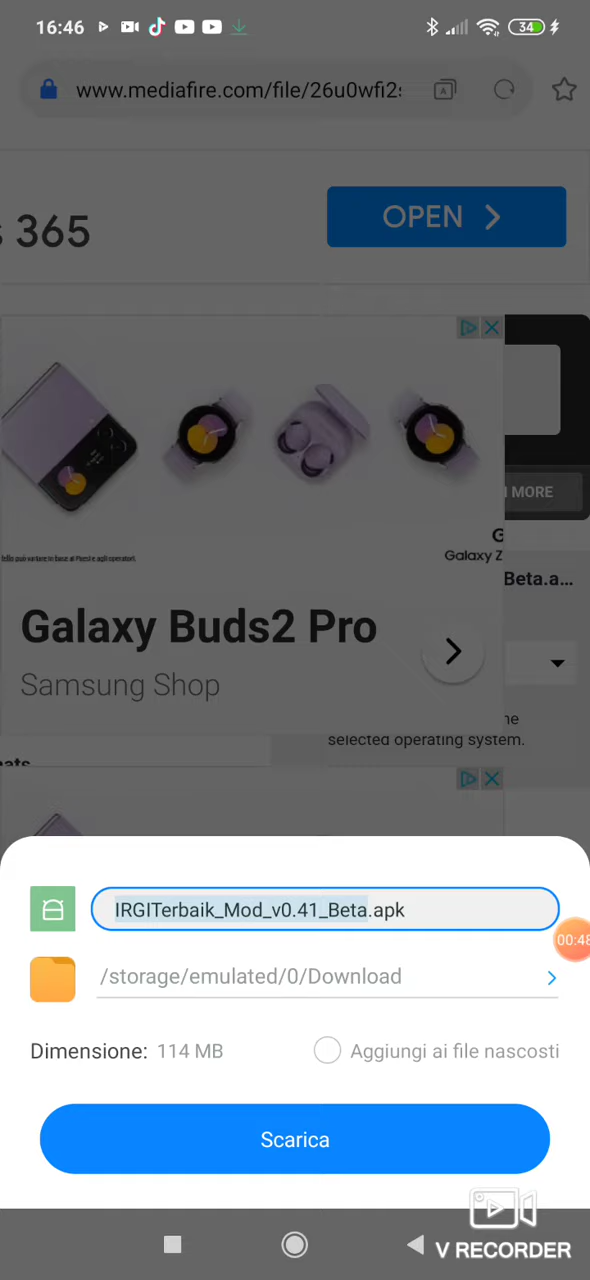 16:46
34
www.mediafire.com/file/26u0wfi2s
s 365
OPEN
MORE
G
Galaxy Z
Beta.a...
Galaxy Buds2 Pro
Samsung Shop
selected operating system.
IRGITerbaik_Mod_v0.41_Beta.apk
00:48
/storage/emulated/0/Download
Dimensione: 114 MB
Aggiungi ai file nascosti
Scarica
V RECORDER